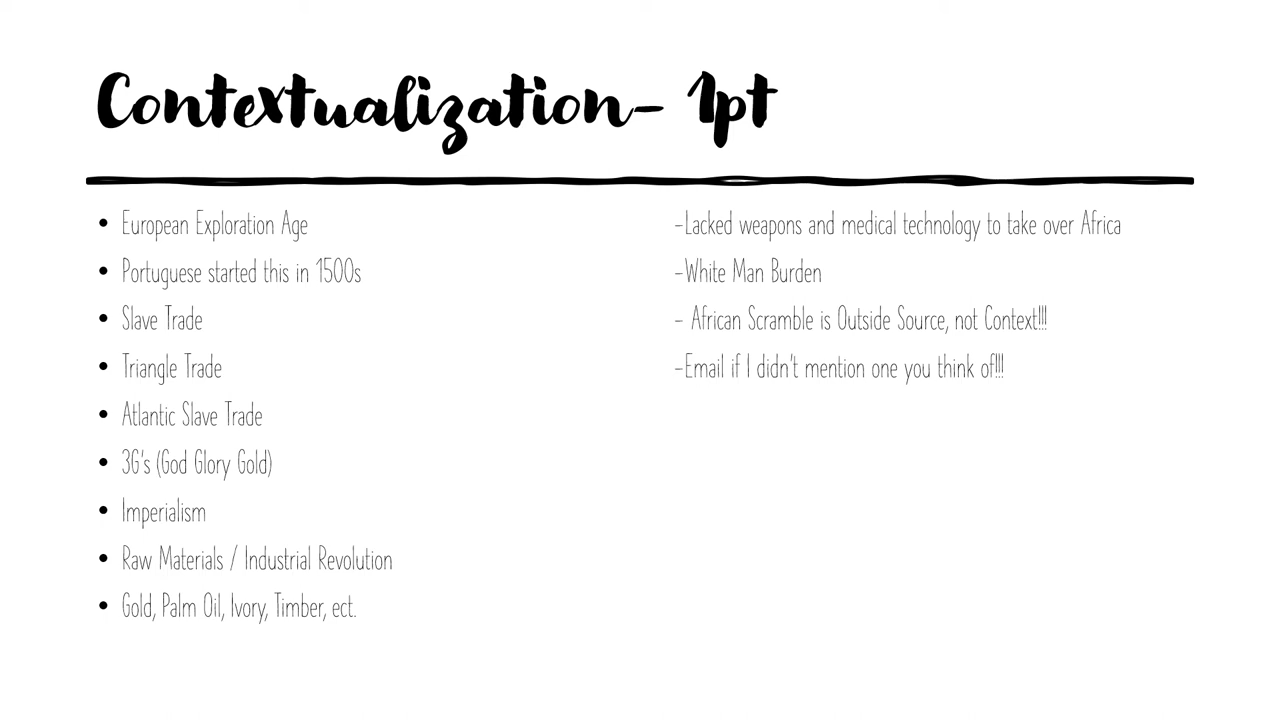 Contextualization- 1pt
• European Exploration Age
• Portuguese started this in 1500s
• Slave Trade
• Triangle Trade
• Atlantic Slave Trade
• 3G's (God Glory Gold)
• Imperialism
• Raw Materials / Industrial Revolution
• Gold, Palm Oil, Ivory, Timber, ect.
-Lacked weapons and medical technology to take over Africa
-White Man Burden
- African Scramble is Outside Source, not Context!!!
-Email if I didn't mention one you think of!!!